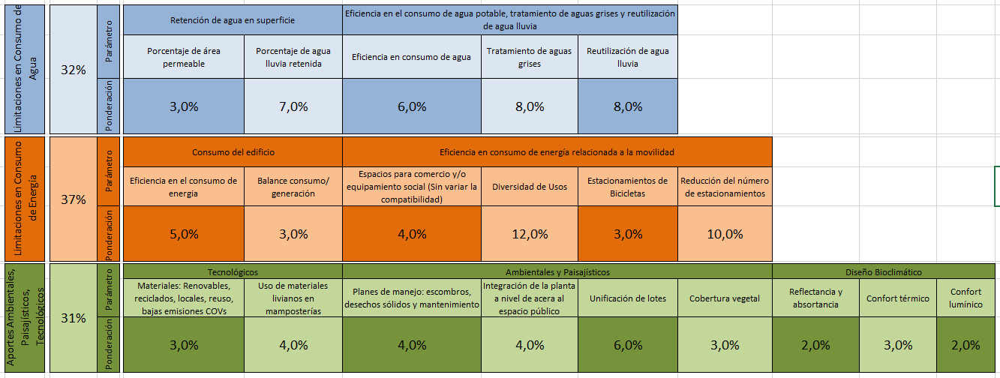 Limitaciones en Consumo de
Agua
32%
Parámetro
Retención de agua en superficie
Eficiencia en el consumo de agua potable, tratamiento de aguas grises y reutilización
de agua lluvia
Porcentaje de área
permeable
Porcentaje de agua
lluvia retenida
Eficiencia en consumo de agua
Tratamiento de aguas
grises
Reutilización de agua
lluvia
Ponderación
3,0%
7,0%
6,0%
8,0%
8,0%
Limitaciones en Consumo
de Energía
37%
Parámetro
Consumo del edificio
Eficiencia en consumo de energía relacionada a la movilidad
Eficiencia en el consumo de
energia
Balance consumo/
generación
Espacios para comercio y/o
equipamiento social (Sin variar la
compatibilidad)
Diversidad de Usos
Estacionamientos de
Bicicletas
Reducción del número
de estacionamientos
Ponderación
5,0%
3,0%
4,0%
12,0%
3,0%
10,0%
Aportes Ambientales,
Paisajísticos,
Tecnológicos
31%
Parámetro
Tecnológicos
Ambientales y Paisajísticos
Diseño Bioclimático
Materiales: Renovables,
reciclados, locales, reuso,
bajas emisiones COVs
Uso de materiales
livianos en
mamposterías
Planes de manejo: escombros,
desechos sólidos y mantenimiento
Integración de la planta
a nivel de acera al
espacio público
Unificación de lotes
Cobertura vegetal
Reflectancia y
absortancia
Confort térmico
Confort
lumínico
Ponderación
3,0%
4,0%
4,0%
4,0%
6,0%
3,0%
2,0%
3,0%
2,0%